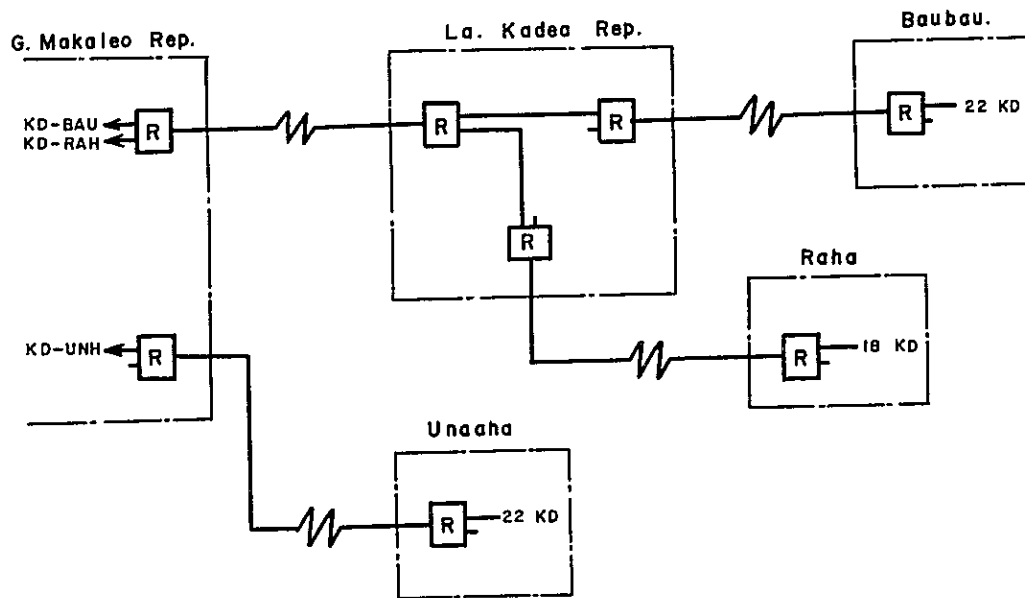 G. Makaleo Rep.
La. Kadea Rep.
Baubau.
KD-BAU
KD-RAH
R
R
R
R
22 KD
R
Raha
KD-UNH
R
R
18 KD
Unaaha
R
22 KD